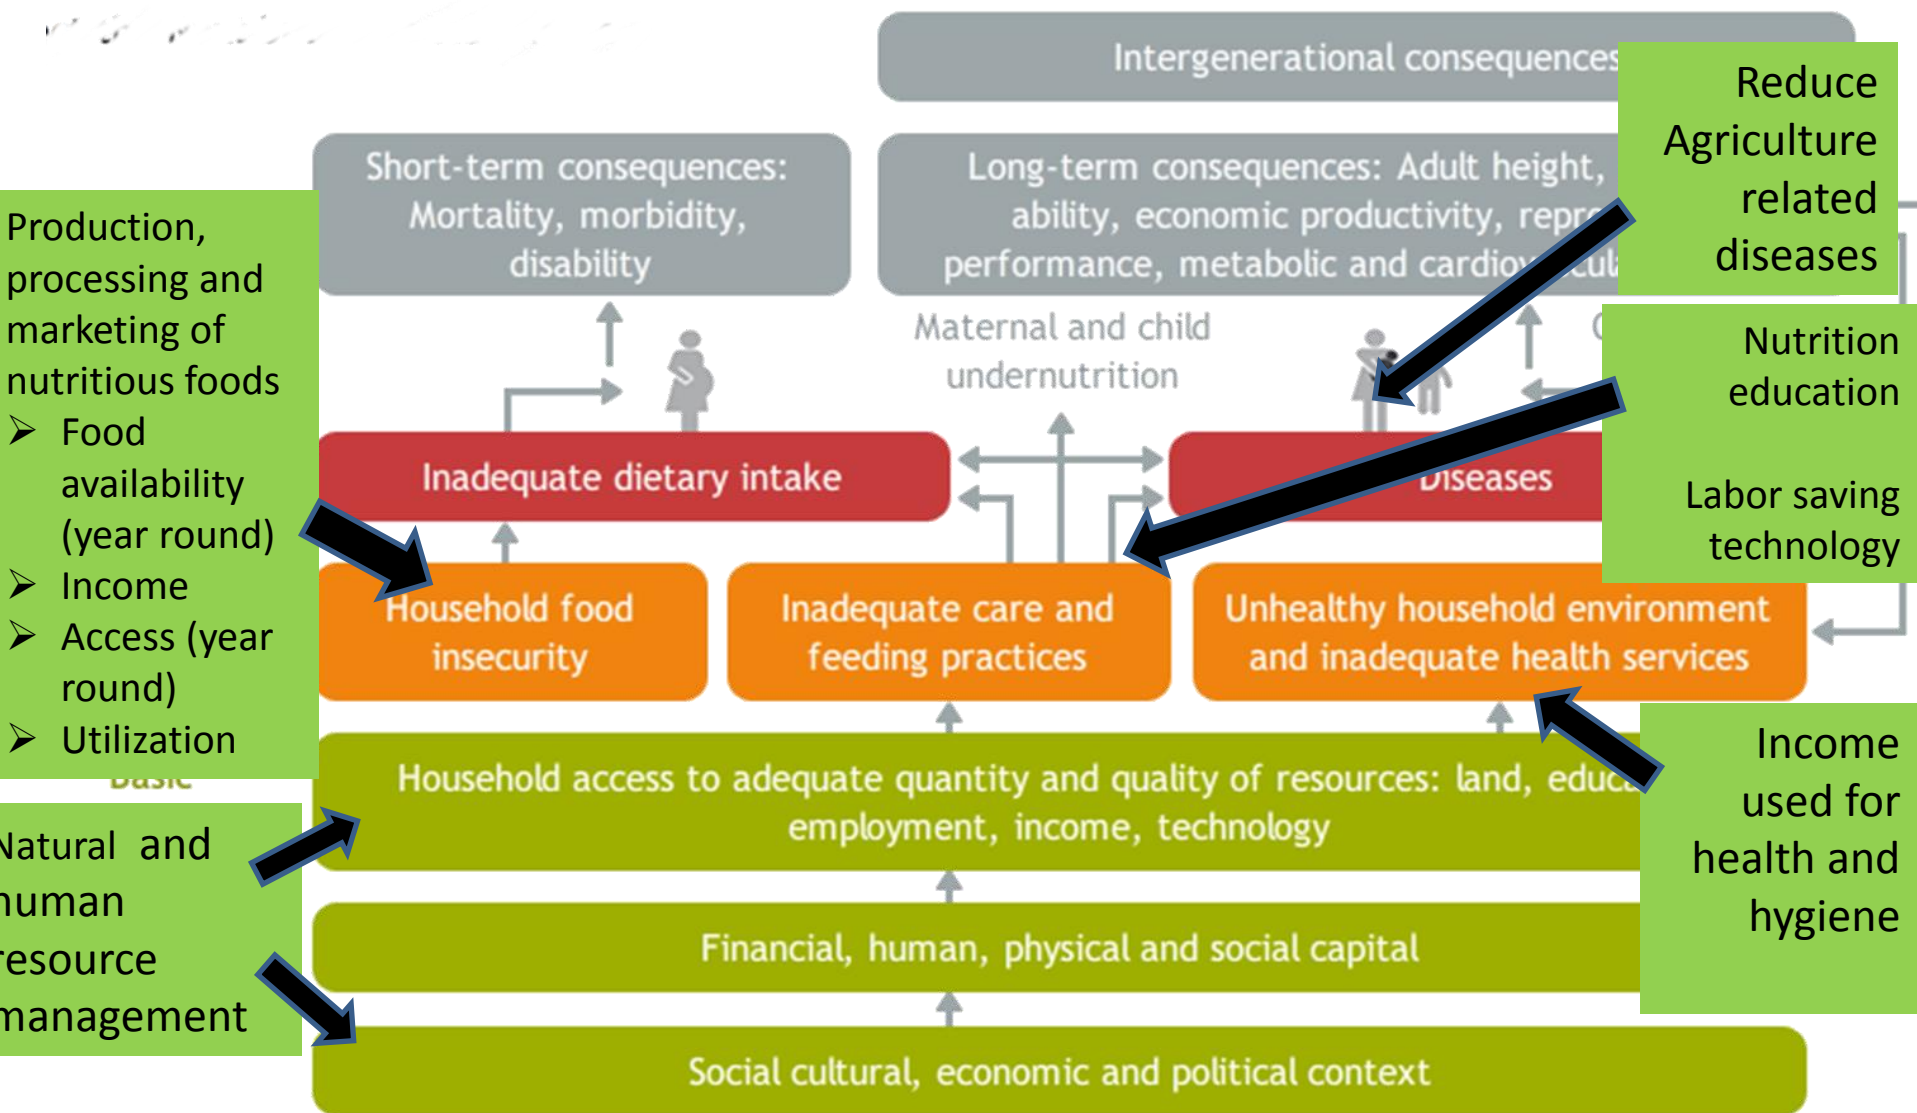 Intergenerational consequences
Short-term consequences:
Mortality, morbidity,
disability
Long-term consequences: Adult height,
ability, economic productivity,
performance, metabolic and
Reduce
Agriculture
related
diseases
Production,
processing and
marketing of
nutritious foods
➢ Food
availability
(year round)
➢ Income
➢ Access (year
round)
➢ Utilization
Maternal and child
undernutrition
Nutrition
education
Labor saving
technology
Inadequate dietary intake
Diseases
Household food
insecurity
Inadequate care and
feeding practices
Unhealthy household environment
and inadequate health services
Basic
Household access to adequate quantity and quality of resources: land,
employment, income, technology
Income
used for
health and
hygiene
Natural and
human
resource
management
Financial, human, physical and social capital
Social cultural, economic and political context